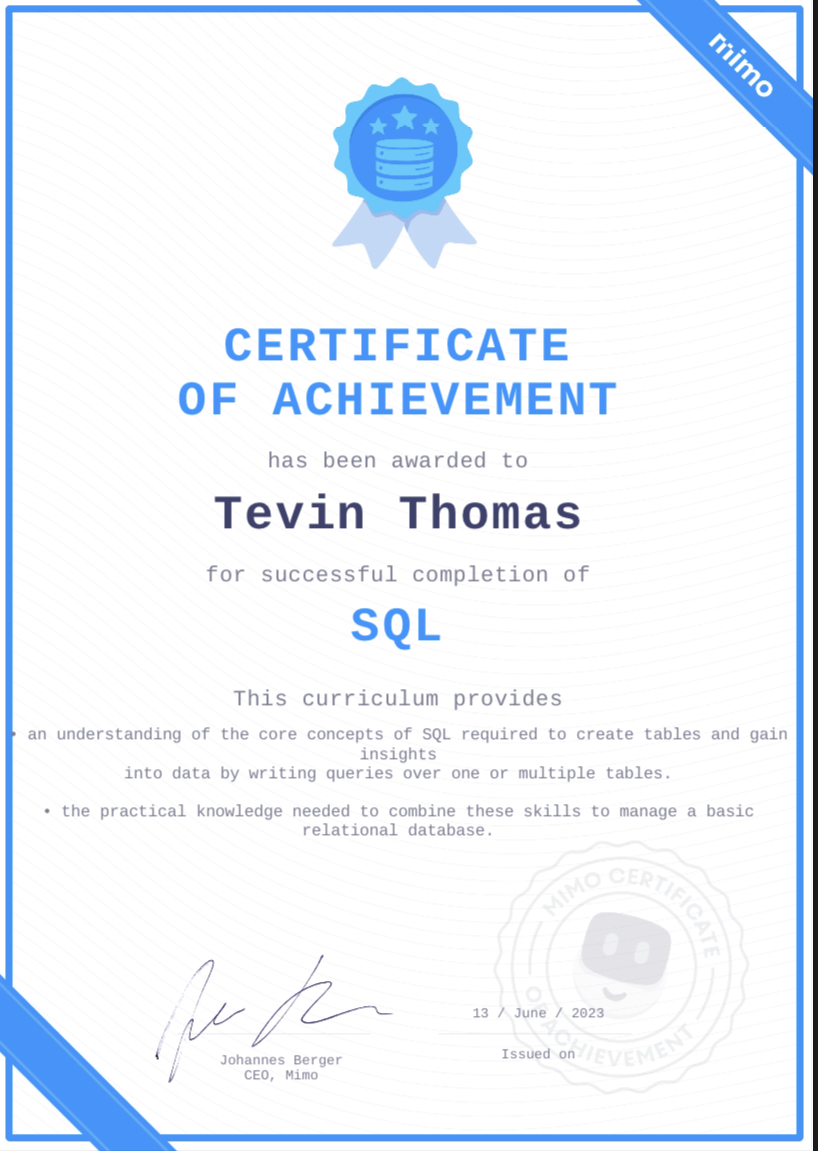 mimo
CERTIFICATE
OF ACHIEVEMENT
has been awarded to
Tevin Thomas
for successful completion of
SQL
This curriculum provides
• an understanding of the core concepts of SQL required to create tables and gain
insights
into data by writing queries over one or multiple tables.
• the practical knowledge needed to combine these skills to manage a basic
relational database.
MIMO CERTIFICATE
OF ACHIEVEMENT
13 / June / 2023
Issued on
Johannes Berger
CEO, Mimo